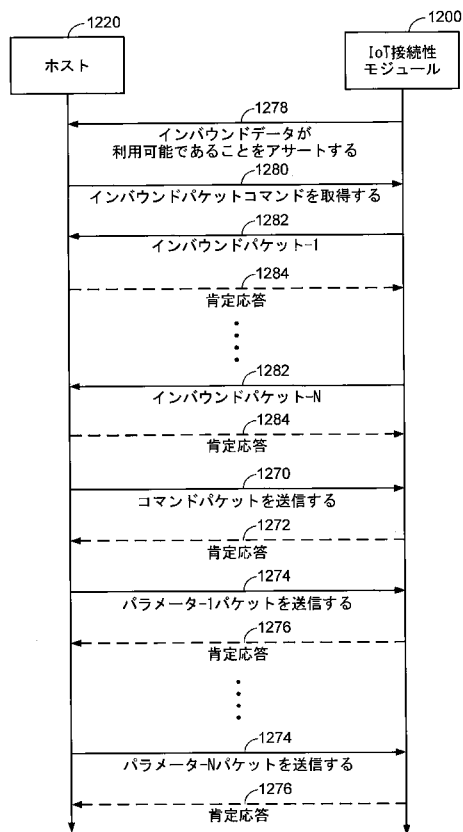 1220
1200
ホスト
IoT接続性
モジュール
1278
インバウンドデータが
利用可能であることをアサートする
1280
インバウンドパケットコマンドを取得する
1282
インバウンドパケット-1
1284
肯定応答
1282
インバウンドパケット-N
1284
肯定応答
1270
コマンドパケットを送信する
1272
肯定応答
1274
パラメーター-1パケットを送信する
1276
肯定応答
1274
パラメーター-Nパケットを送信する
1276
肯定応答